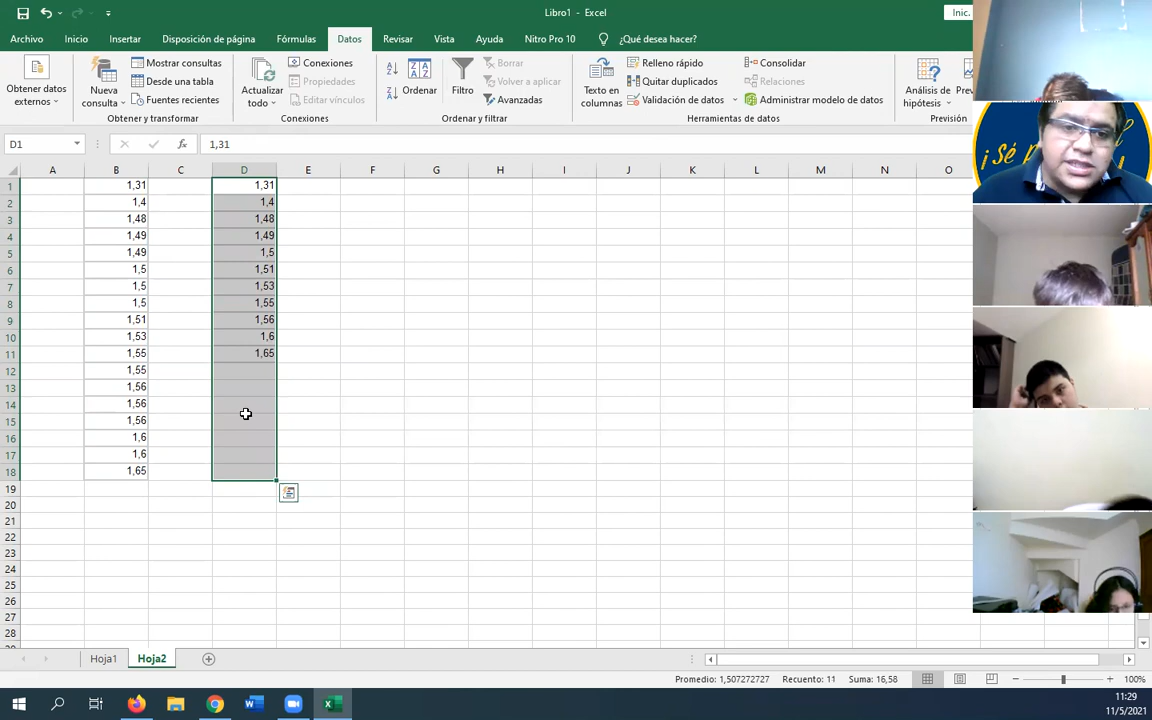 Libro1 - Excel
Inic.
Archivo Inicio Insertar Disposición de página Fórmulas Datos Revisar Vista Ayuda Nitro Pro 10 ¿Qué desea hacer?
Obtener datos externos
Nueva consulta
Mostrar consultas
Desde una tabla
Fuentes recientes
Obtener y transformar
Actualizar todo
Conexiones
Propiedades
Editar vínculos
Conexiones
Ordenar
Filtro
Borrar
Volver a aplicar
Avanzadas
Ordenar y filtrar
Texto en columnas
Relleno rápido
Quitar duplicados
Validación de datos
Consolidar
Relaciones
Administrar modelo de datos
Herramientas de datos
Análisis de hipótesis
Previsión
D1 fx 1,31
A B C D E F G H I J K L M N O
1 1,31 1,31
2 1,4 1,4
3 1,48 1,48
4 1,49 1,49
5 1,49 1,5
6 1,5 1,51
7 1,5 1,53
8 1,5 1,55
9 1,51 1,56
10 1,53 1,6
11 1,55 1,65
12 1,55
13 1,56
14 1,56
15 1,56
16 1,6
17 1,6
18 1,65
19
20
21
22
23
24
25
26
27
28
¡Sé
Hoja1 Hoja2
Promedio: 1,507272727 Recuento: 11 Suma: 16,58 100%
11:29
11/5/2021